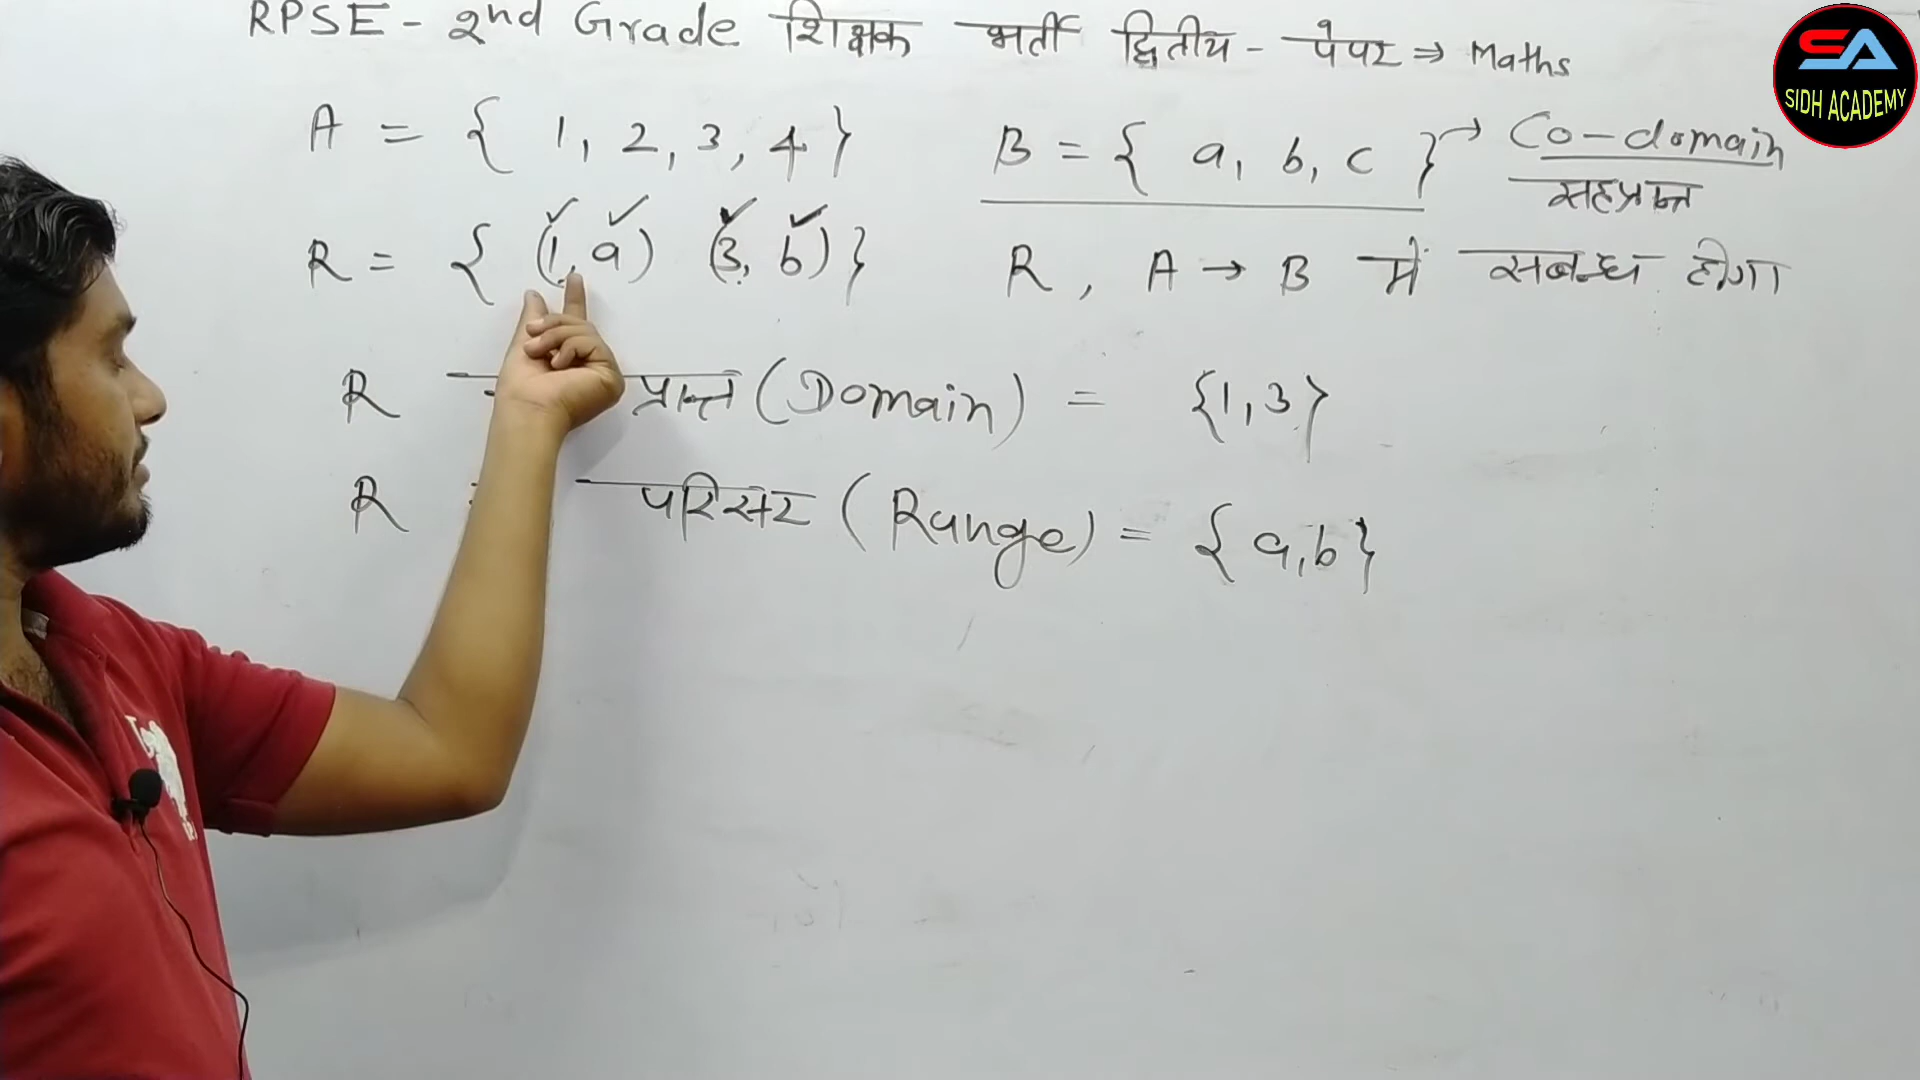 RPSE - 2nd Grade शिक्षक भर्ती द्वितीय - पेपर ⇒ Maths
SA
SIDH ACADEMY
A = { 1, 2, 3, 4 } B = { a, b, c } → Co-domain
सहप्रान्त
R = { (1, a) (3, b) } R, A → B में सबन्ध होगा
R प्रान्त (Domain) = {1, 3}
R परिसर (Range) = { a, b }